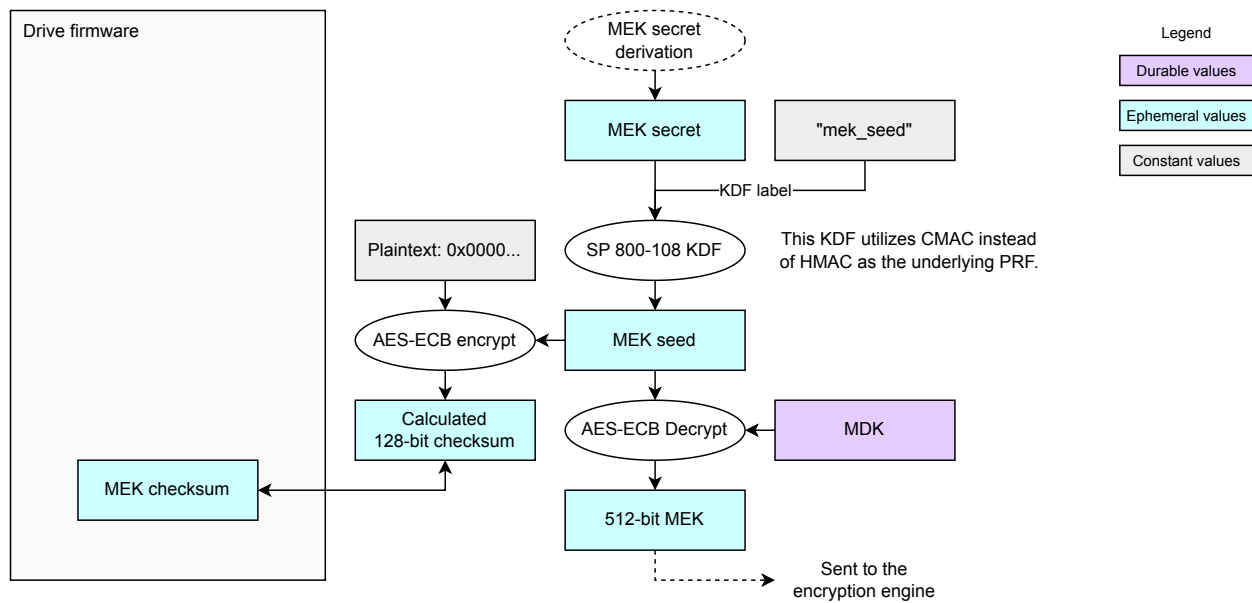 Drive firmware
MEK secret
derivation
Legend
Durable values
Ephemeral values
Constant values
MEK secret
"mek_seed"
KDF label
Plaintext: 0x0000...
SP 800-108 KDF
This KDF utilizes CMAC instead
of HMAC as the underlying PRF.
AES-ECB encrypt
MEK seed
Calculated
128-bit checksum
AES-ECB Decrypt
MDK
MEK checksum
512-bit MEK
Sent to the
encryption engine